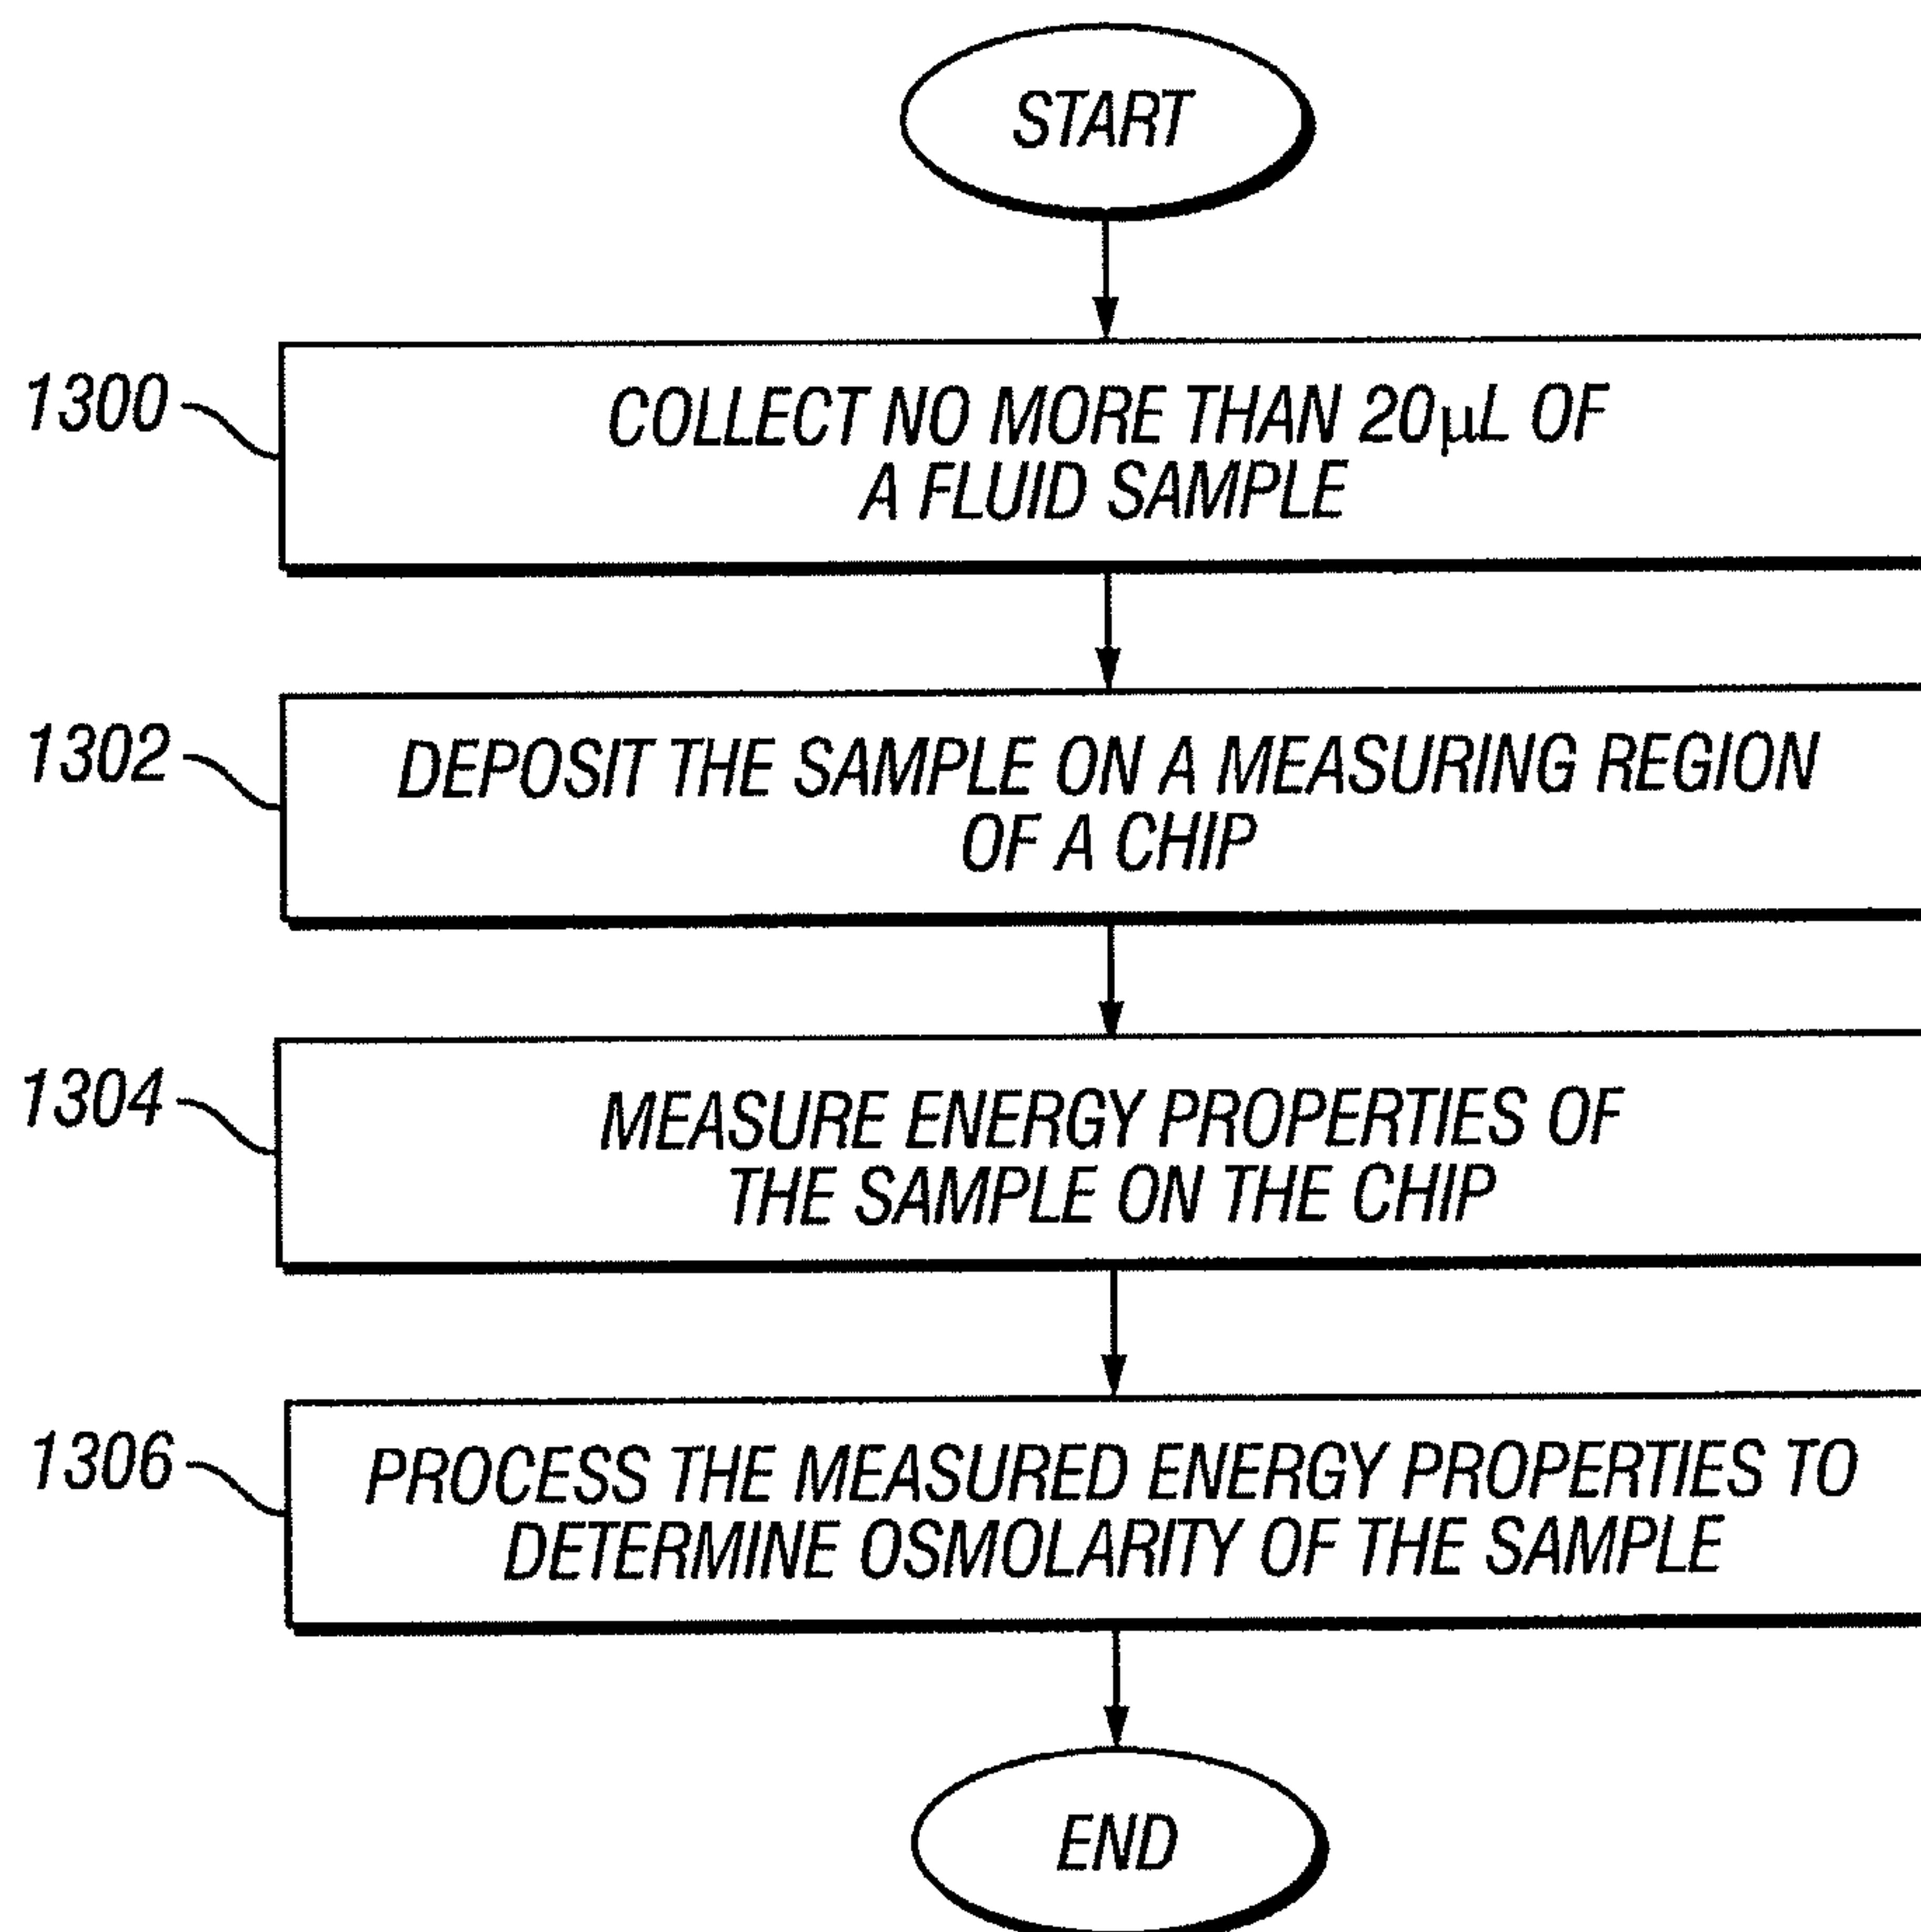 START
1300
COLLECT NO MORE THAN 20µL OF
A FLUID SAMPLE
1302
DEPOSIT THE SAMPLE ON A MEASURING REGION
OF A CHIP
1304
MEASURE ENERGY PROPERTIES OF
THE SAMPLE ON THE CHIP
1306
PROCESS THE MEASURED ENERGY PROPERTIES TO
DETERMINE OSMOLARITY OF THE SAMPLE
END